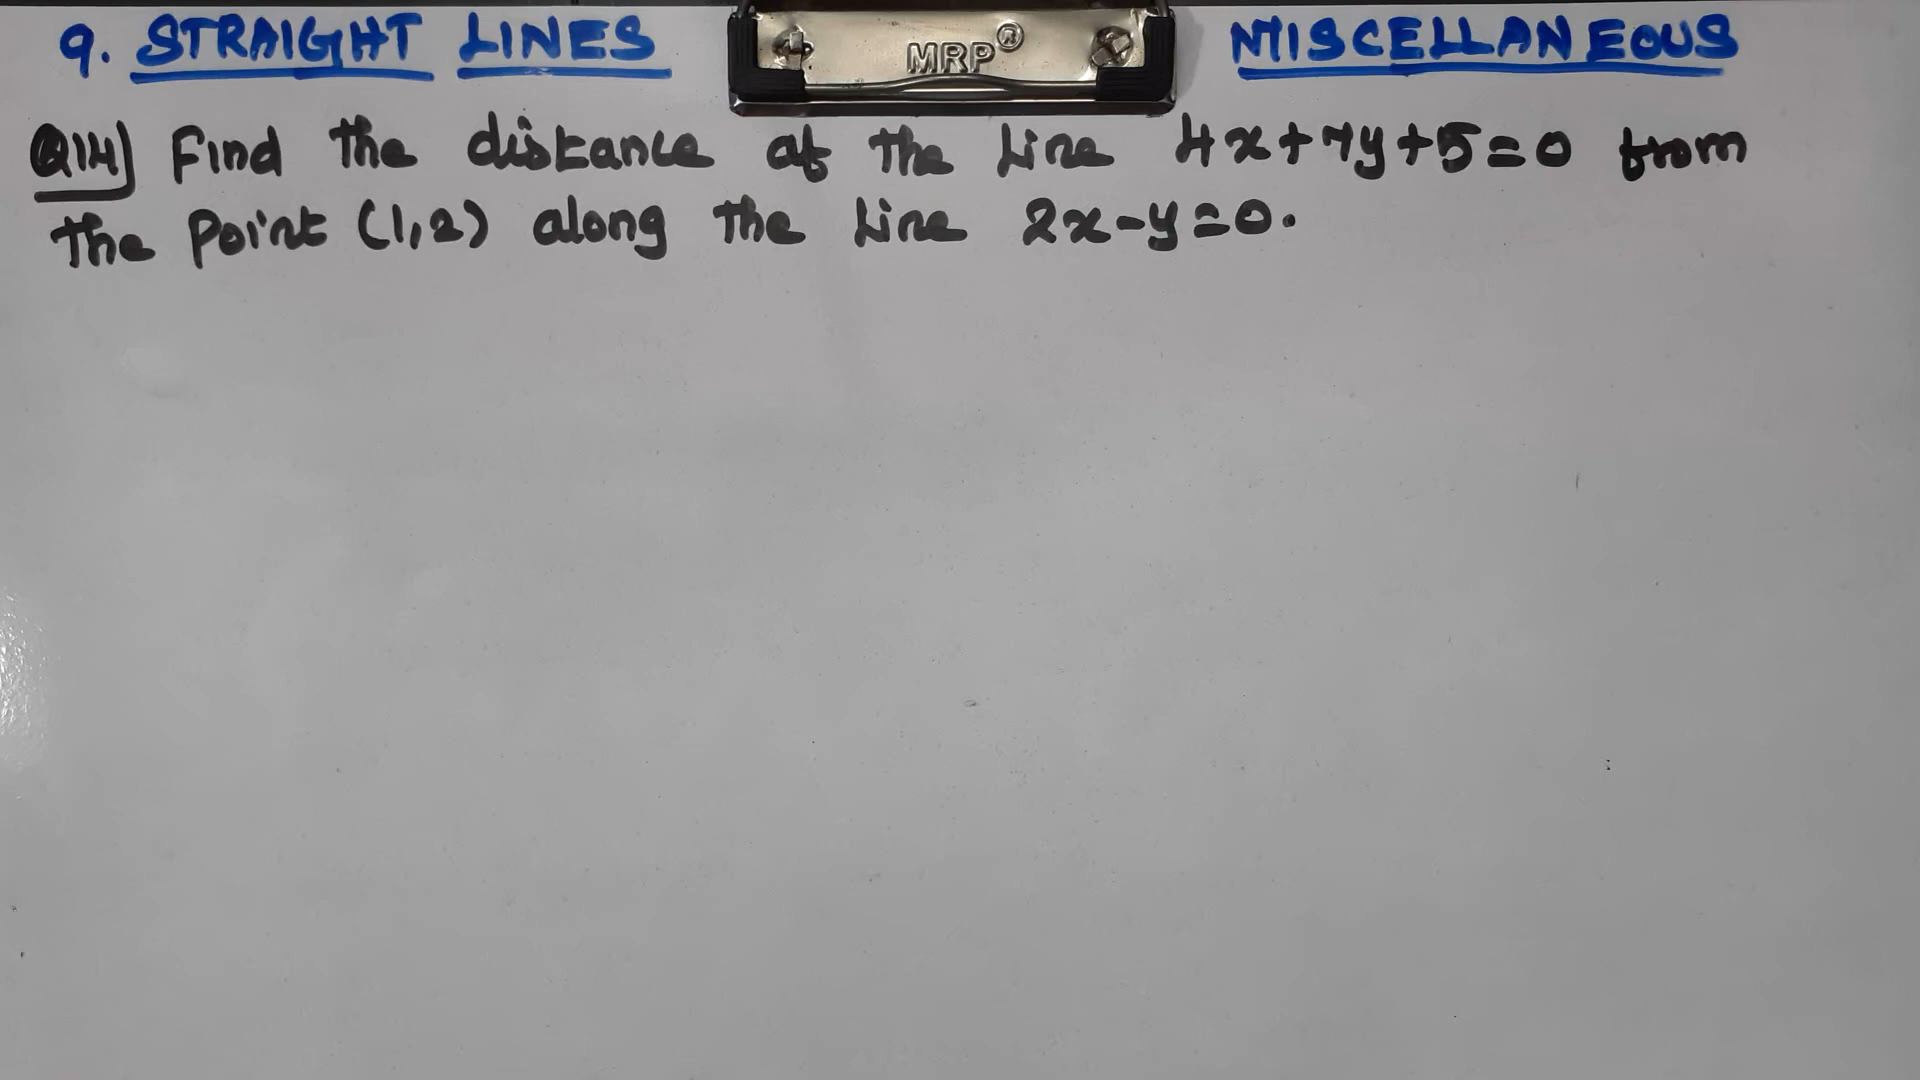 9. STRAIGHT LINES
MRP®
MISCELLANEOUS
Q14) Find the distance of the Line 4x+7y+5=0 from
the Point (1,2) along the Line 2x-y=0.